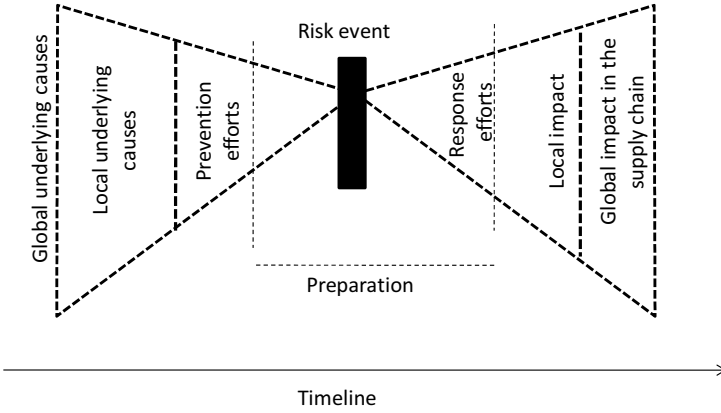 Risk event
Global underlying causes
Local underlying
causes
Prevention
efforts
Response
efforts
Local impact
Global impact in the
supply chain
Preparation
Timeline